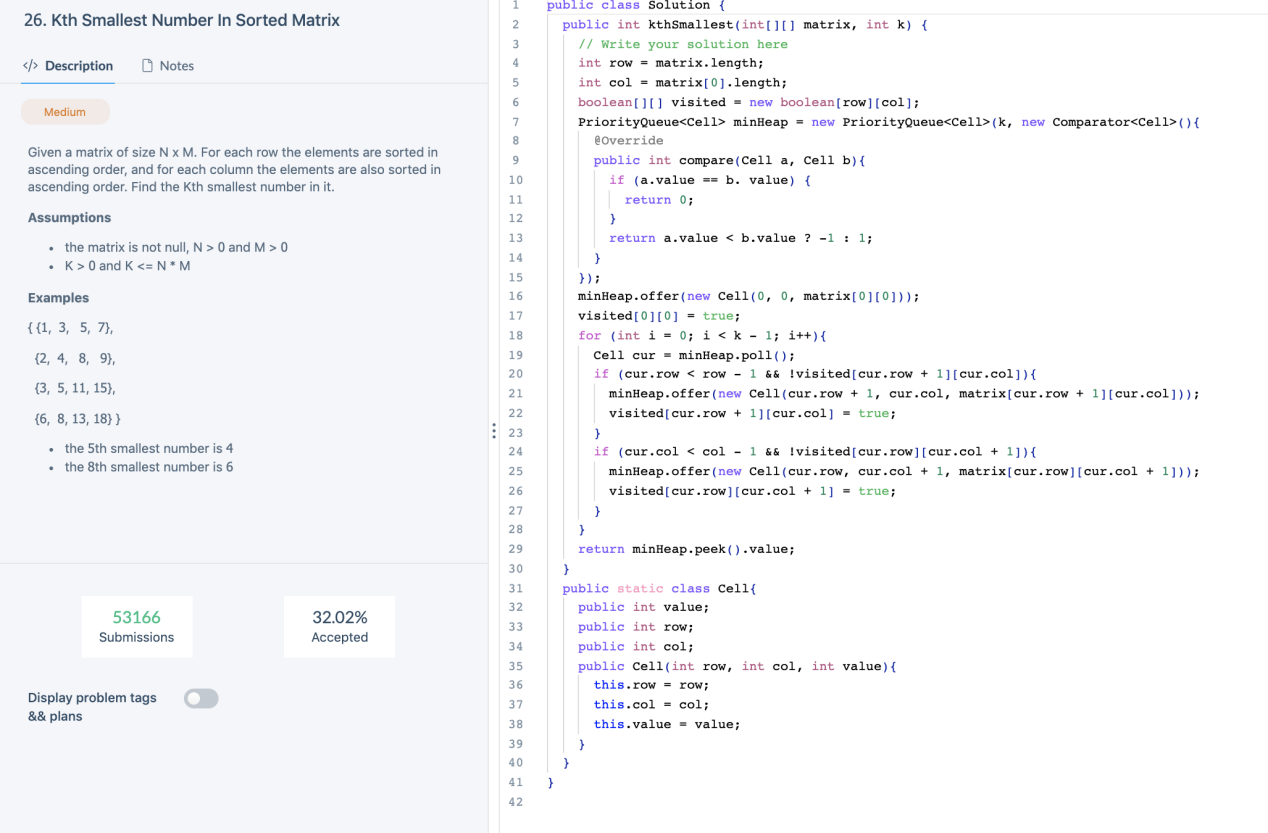 26. Kth Smallest Number In Sorted Matrix
</> Description
Notes
Medium
Given a matrix of size N x M. For each row the elements are sorted in
ascending order, and for each column the elements are also sorted in
ascending order. Find the Kth smallest number in it.
Assumptions
• the matrix is not null, N > 0 and M > 0
• K > 0 and K <= N * M
Examples
{ {1, 3, 5, 7},
{2, 4, 8, 9},
{3, 5, 11, 15},
{6, 8, 13, 18} }
• the 5th smallest number is 4
• the 8th smallest number is 6
53166
Submissions
32.02%
Accepted
Display problem tags
&& plans
1 public class Solution {
2 public int kthSmallest(int[][] matrix, int k) {
3 // Write your solution here
4 int row = matrix.length;
5 int col = matrix[0].length;
6 boolean[][] visited = new boolean[row][col];
7 PriorityQueue<Cell> minHeap = new PriorityQueue<Cell>(k, new Comparator<Cell>(){
8 @Override
9 public int compare(Cell a, Cell b){
10 if (a.value == b. value) {
11 return 0;
12 }
13 return a.value < b.value ? -1 : 1;
14 }
15 });
16 minHeap.offer(new Cell(0, 0, matrix[0][0]));
17 visited[0][0] = true;
18 for (int i = 0; i < k - 1; i++){
19 Cell cur = minHeap.poll();
20 if (cur.row < row - 1 && !visited[cur.row + 1][cur.col]){
21 minHeap.offer(new Cell(cur.row + 1, cur.col, matrix[cur.row + 1][cur.col]));
22 visited[cur.row + 1][cur.col] = true;
23 }
24 if (cur.col < col - 1 && !visited[cur.row][cur.col + 1]){
25 minHeap.offer(new Cell(cur.row, cur.col + 1, matrix[cur.row][cur.col + 1]));
26 visited[cur.row][cur.col + 1] = true;
27 }
28 }
29 return minHeap.peek().value;
30 }
31 public static class Cell{
32 public int value;
33 public int row;
34 public int col;
35 public Cell(int row, int col, int value){
36 this.row = row;
37 this.col = col;
38 this.value = value;
39 }
40 }
41 }
42